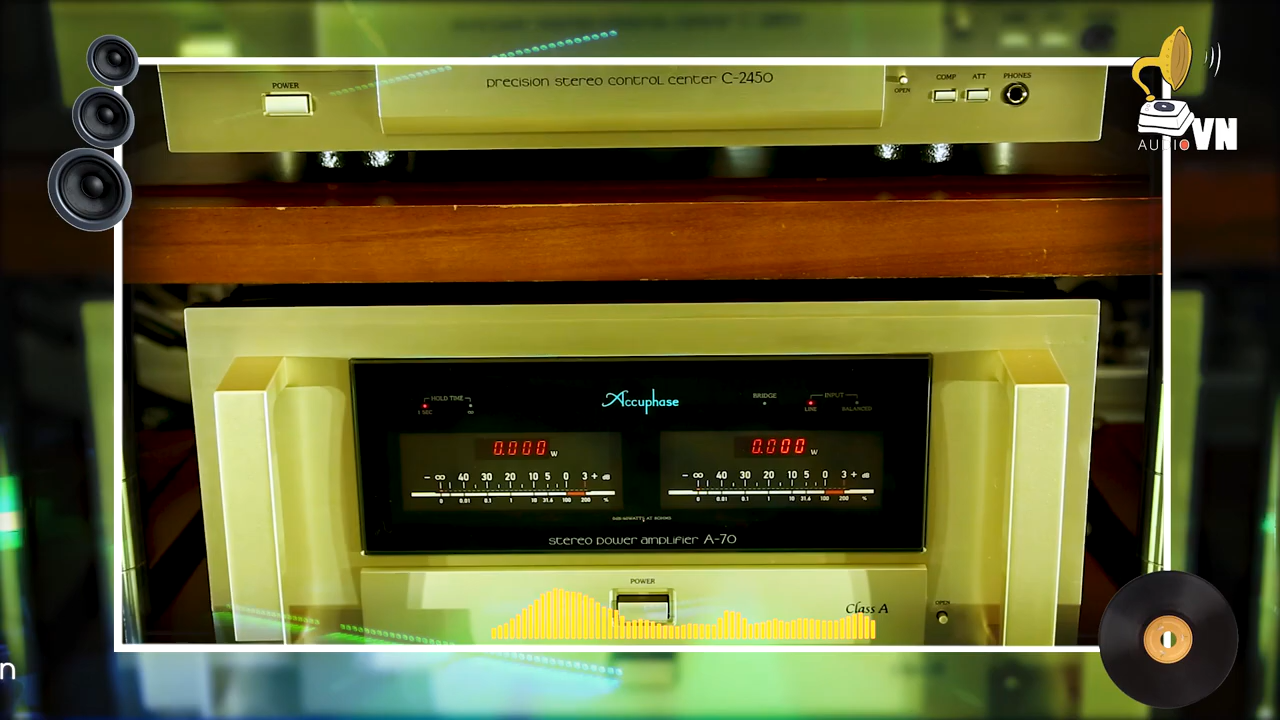 precision stereo control center C-2450
POWER
OPEN
COMP
ATT
PHONES
AUDIO VN
HOLD TIME
1 SEC
∞
Accuphase
BRIDGE
INPUT
LINE
BALANCED
0.000 W
0.000 W
− ∞ 40 30 20 10 5 0 3 + dB
− ∞ 40 30 20 10 5 0 3 + dB
0 0.01 0.1 1 10 31.6 100 200 %
0 0.01 0.1 1 10 31.6 100 200 %
stereo power amplifier A-70
POWER
Class A
OPEN
n